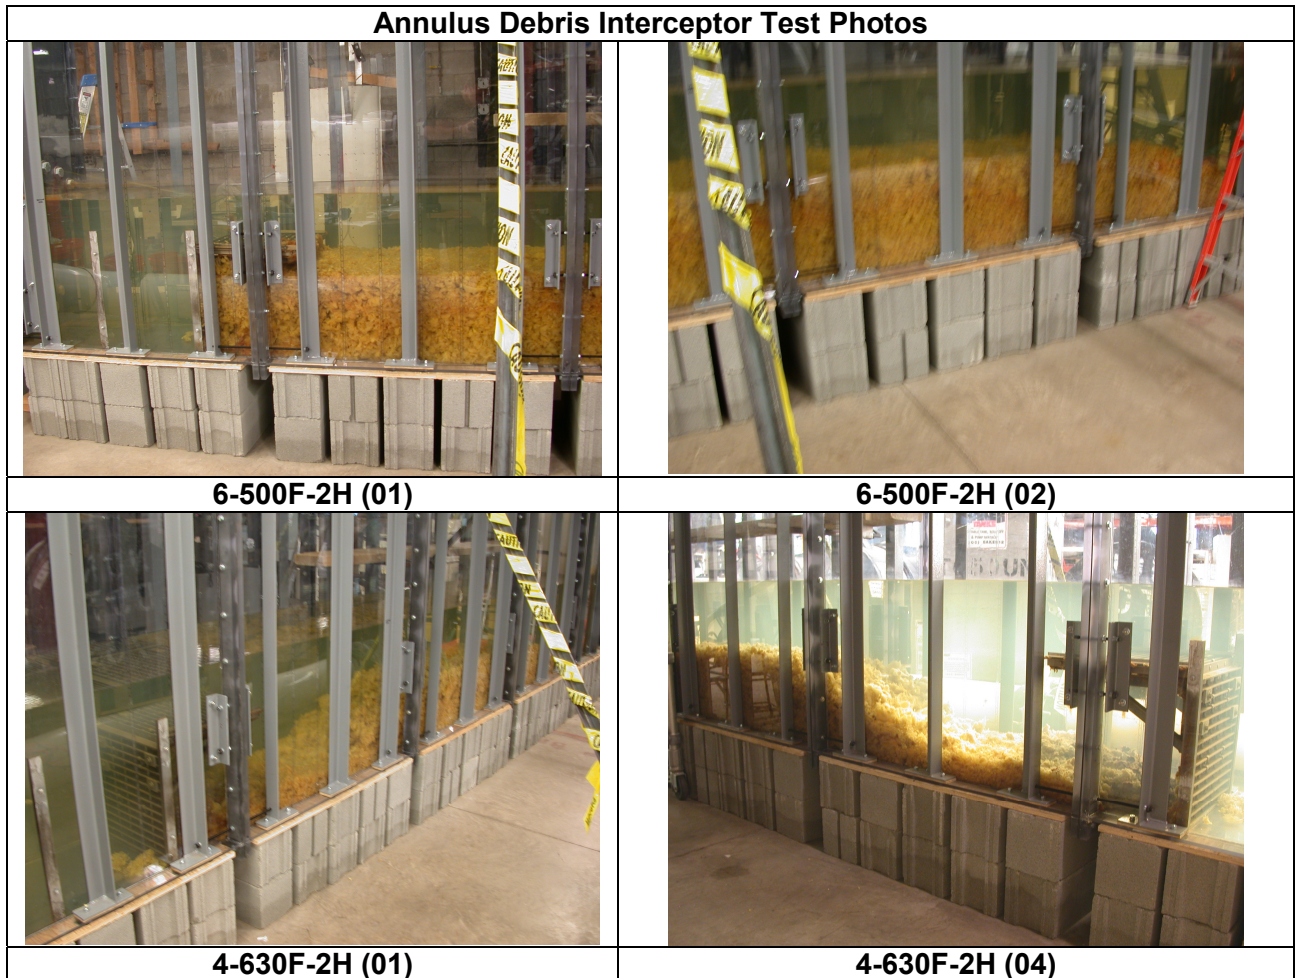 Annulus Debris Interceptor Test Photos
6-500F-2H (01)
6-500F-2H (02)
4-630F-2H (01)
4-630F-2H (04)